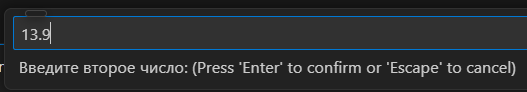 13.9
Введите второе число: (Press 'Enter' to confirm or 'Escape' to cancel)